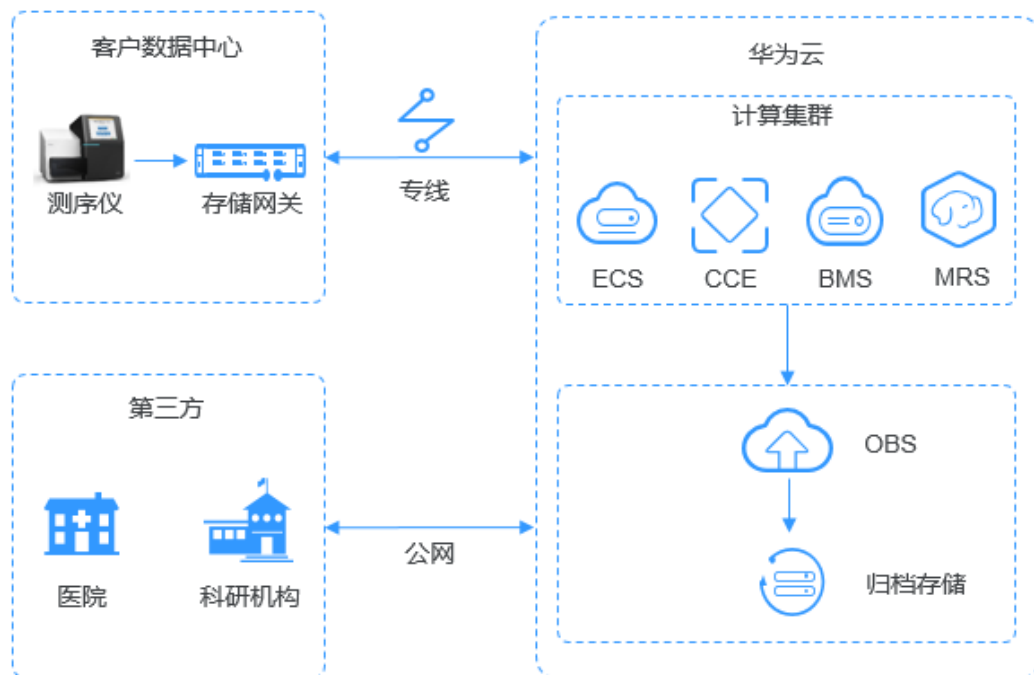 客户数据中心
测序仪
存储网关
专线
华为云
计算集群
ECS
CCE
BMS
MRS
第三方
医院
科研机构
公网
OBS
归档存储